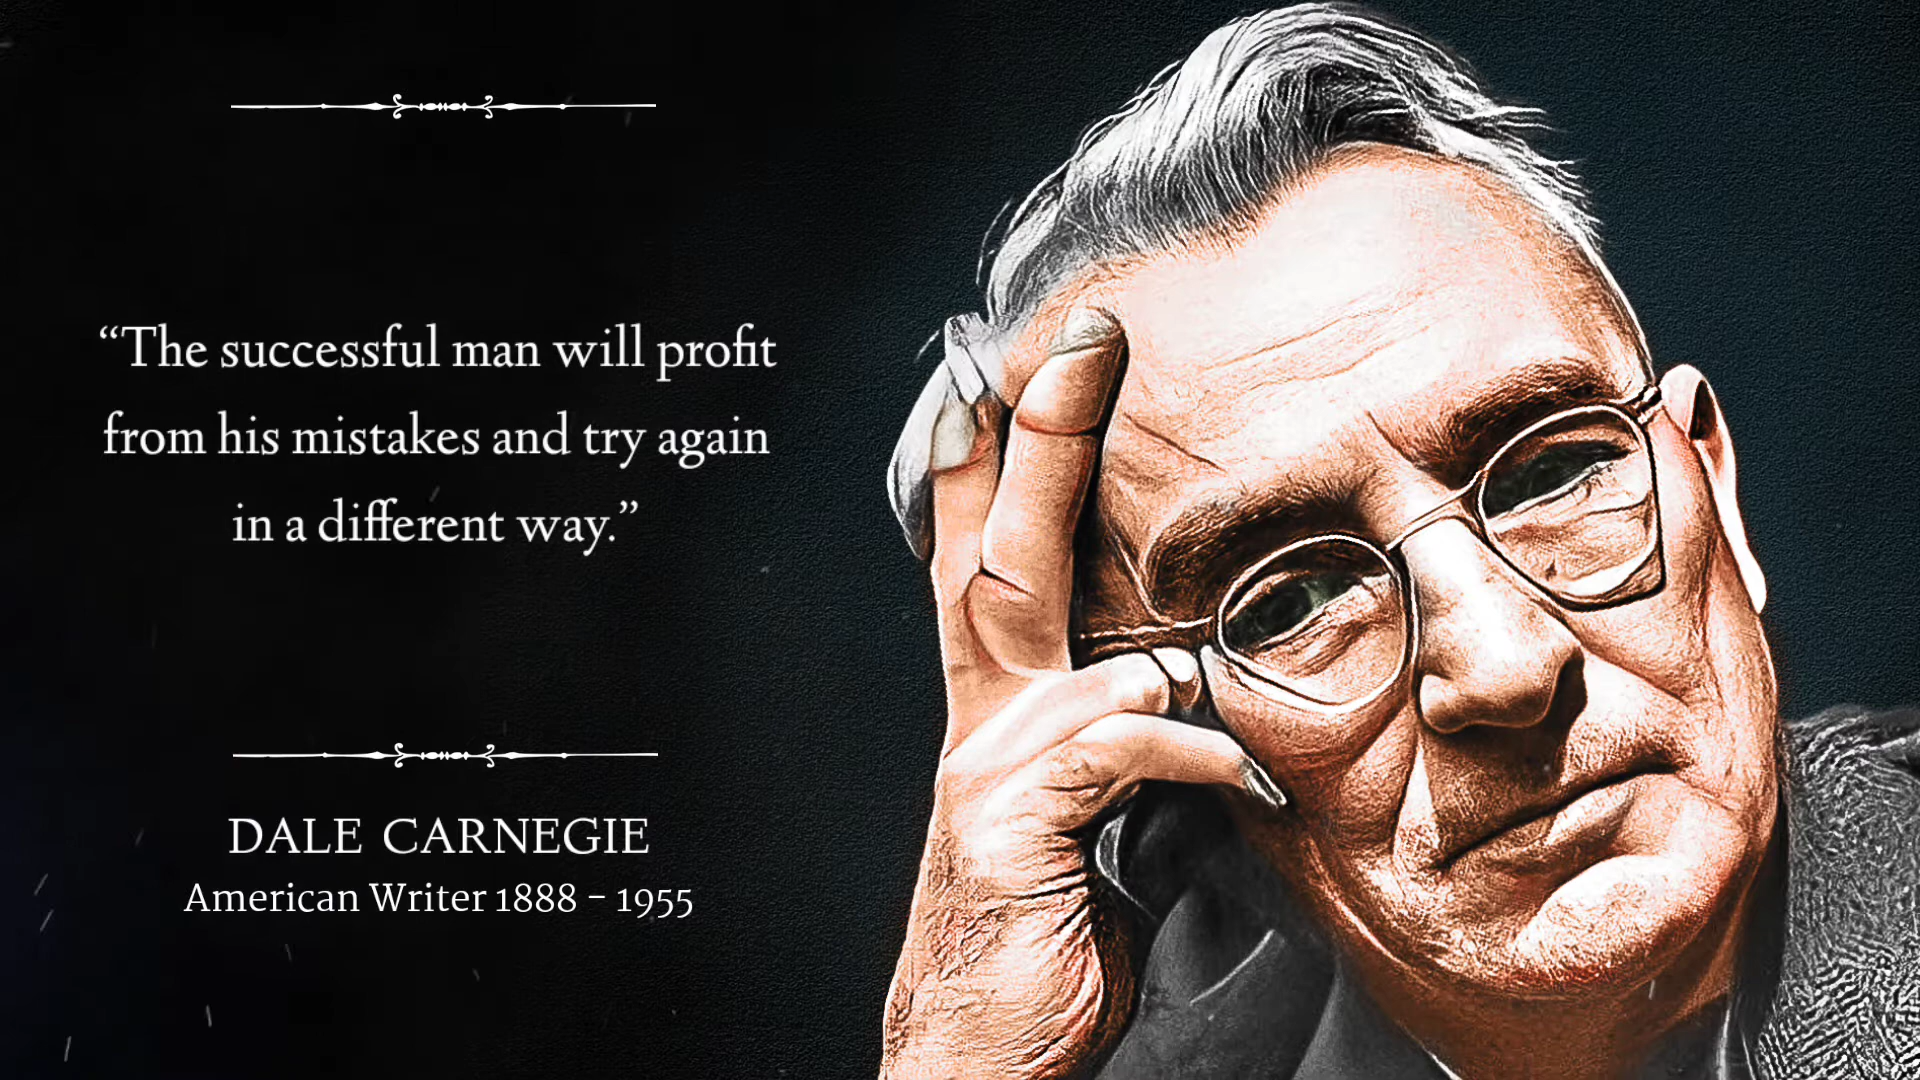 “The successful man will profit
from his mistakes and try again
in a different way.”
DALE CARNEGIE
American Writer 1888 – 1955